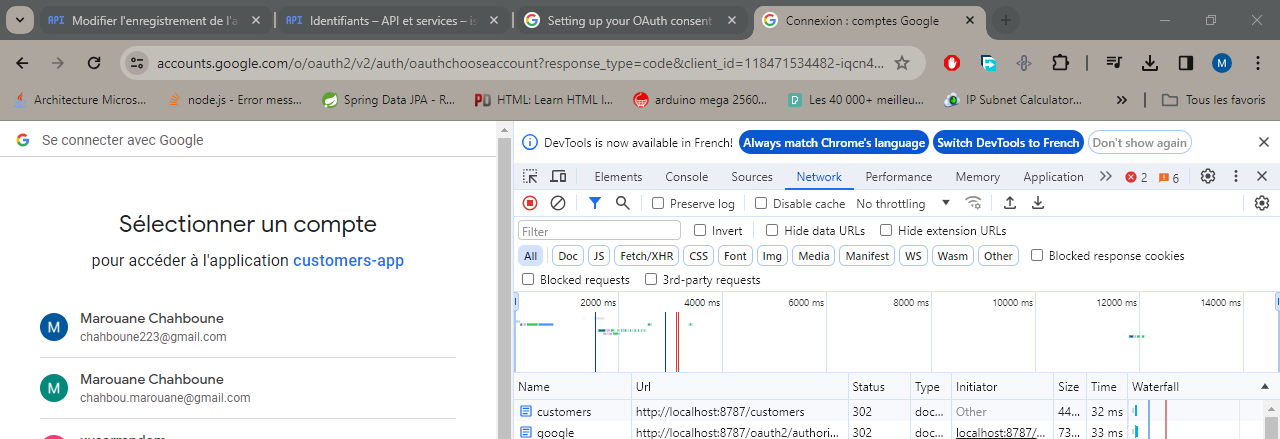 API Modifier l'enregistrement de l'a
API Identifiants – API et services – is
Setting up your OAuth consent
Connexion : comptes Google
accounts.google.com/o/oauth2/v2/auth/oauthchooseaccount?response_type=code&client_id=118471534482-iqcn4...
M
Architecture Micros...
node.js - Error mess...
Spring Data JPA - R...
HTML: Learn HTML I...
arduino mega 2560...
Les 40 000+ meilleu...
IP Subnet Calculator...
»
Tous les favoris
Se connecter avec Google
Sélectionner un compte
pour accéder à l'application customers-app
M Marouane Chahboune
chahboune223@gmail.com
M Marouane Chahboune
chahbou.marouane@gmail.com
DevTools is now available in French! Always match Chrome's language Switch DevTools to French Don't show again
Elements Console Sources Network Performance Memory Application » 2 6
Preserve log Disable cache No throttling
Filter Invert Hide data URLs Hide extension URLs
All Doc JS Fetch/XHR CSS Font Img Media Manifest WS Wasm Other Blocked response cookies
Blocked requests 3rd-party requests
2000 ms 4000 ms 6000 ms 8000 ms 10000 ms 12000 ms 14000 ms
Name Url Status Type Initiator Size Time Waterfall
customers http://localhost:8787/customers 302 doc... Other 44... 32 ms
google http://localhost:8787/oauth2/authori... 302 doc... localhost:8787/... 73... 33 ms